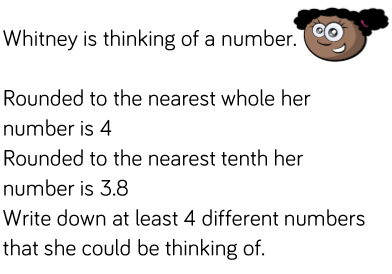 Whitney is thinking of a number.
Rounded to the nearest whole her
number is 4
Rounded to the nearest tenth her
number is 3.8
Write down at least 4 different numbers
that she could be thinking of.